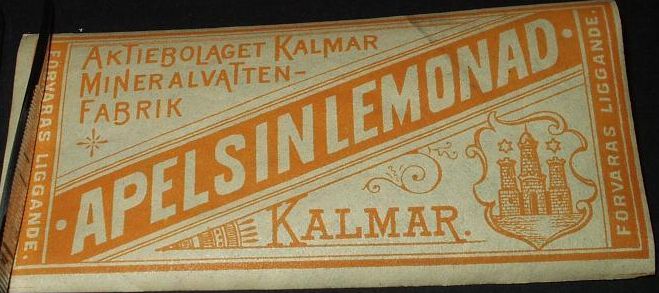 AKTIEBOLAGET KALMAR
MINERALVATTEN-
FABRIK
·APELSINLEMONAD·
KALMAR.
FÖRVARAS LIGGANDE.
FÖRVARAS LIGGANDE.